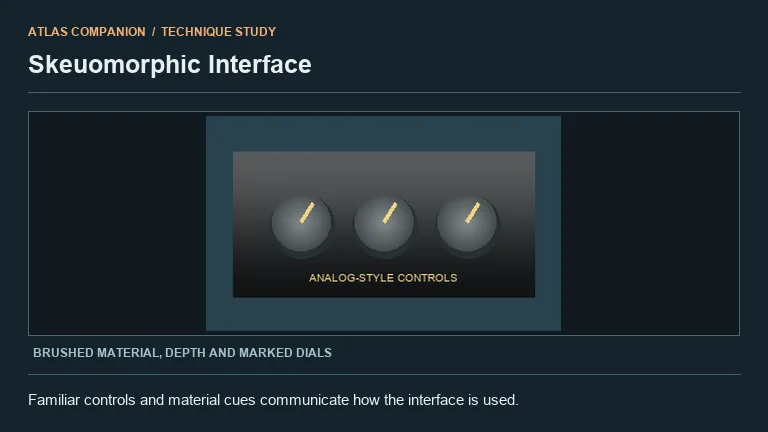 ATLAS COMPANION / TECHNIQUE STUDY
Skeuomorphic Interface
ANALOG-STYLE CONTROLS
BRUSHED MATERIAL, DEPTH AND MARKED DIALS
Familiar controls and material cues communicate how the interface is used.